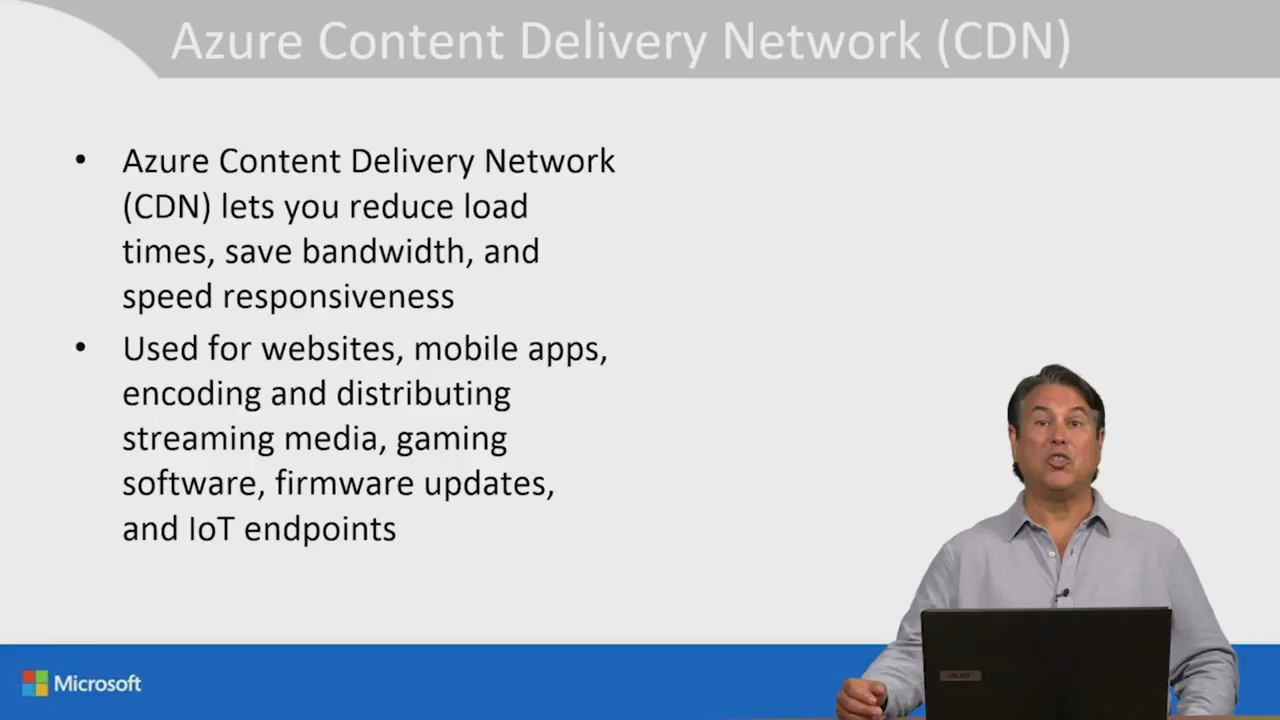 Azure Content Delivery Network (CDN)
• Azure Content Delivery Network
(CDN) lets you reduce load
times, save bandwidth, and
speed responsiveness
• Used for websites, mobile apps,
encoding and distributing
streaming media, gaming
software, firmware updates,
and IoT endpoints
acer
Microsoft